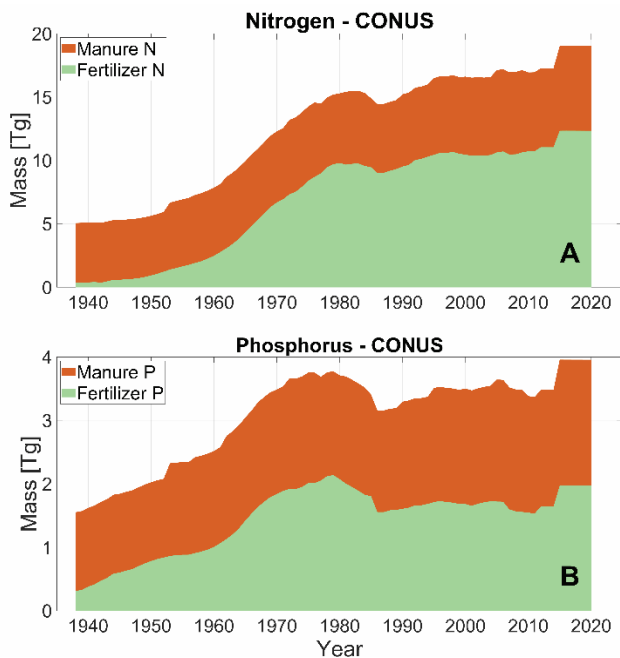 Nitrogen - CONUS
20
Manure N
Fertilizer N
15
10
5
0
Mass [Tg]
A
1940 1950 1960 1970 1980 1990 2000 2010 2020
Phosphorus - CONUS
4
Manure P
Fertilizer P
3
2
1
0
Mass [Tg]
B
1940 1950 1960 1970 1980 1990 2000 2010 2020
Year